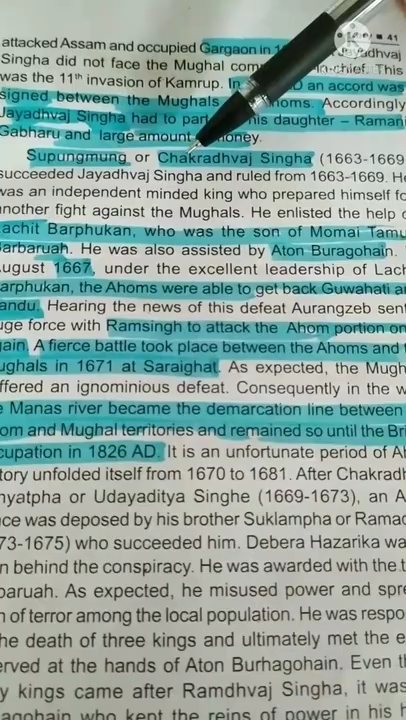 41
attacked Assam and occupied Gargaon in Jayadhvaj
Singha did not face the Mughal in-chief. This
was the 11th invasion of Kamrup. In AD an accord was
signed between the Mughals Accordingly
Jayadhvaj Singha had to part his daughter – Ramani
Gabharu and large amount money.
Supungmung or Chakradhvaj Singha (1663-1669
succeeded Jayadhvaj Singha and ruled from 1663-1669. He
was an independent minded king who prepared himself fo
another fight against the Mughals. He enlisted the help o
achit Barphukan, who was the son of Momai Tamu
arbaruah. He was also assisted by Aton Buragohain.
ugust 1667, under the excellent leadership of Lach
arphukan, the Ahoms were able to get back Guwahati an
andu. Hearing the news of this defeat Aurangzeb sent
uge force with Ramsingh to attack the Ahom portion on
gain. A fierce battle took place between the Ahoms and t
ughals in 1671 at Saraighat. As expected, the Mugh
ffered an ignominious defeat. Consequently in the w
e Manas river became the demarcation line between
om and Mughal territories and remained so until the Bri
cupation in 1826 AD. It is an unfortunate period of Ah
tory unfolded itself from 1670 to 1681. After Chakradh
nyatpha or Udayaditya Singhe (1669-1673), an A
nce was deposed by his brother Suklampha or Ramad
73-1675) who succeeded him. Debera Hazarika wa
n behind the conspiracy. He was awarded with the t
baruah. As expected, he misused power and spre
n of terror among the local population. He was respo
he death of three kings and ultimately met the e
erved at the hands of Aton Burhagohain. Even th
y kings came after Ramdhvaj Singha, it was
agohain who kept the reins of power in his h